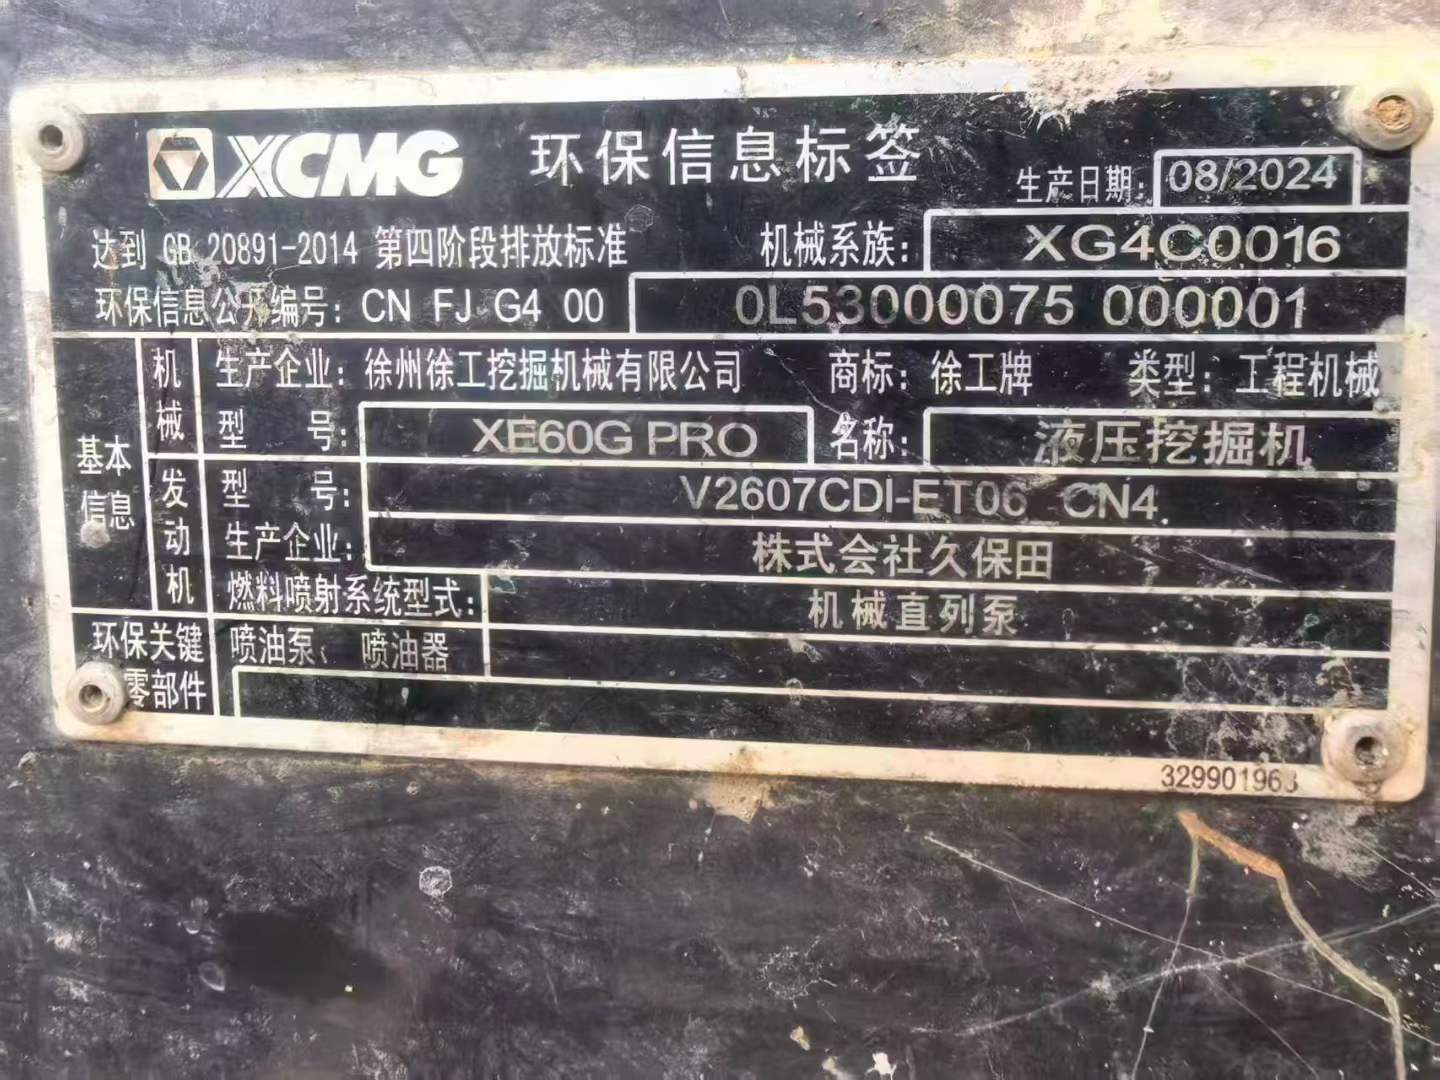 XCMG 环保信息标签 生产日期: 08/2024
达到 GB 20891-2014 第四阶段排放标准 机械系族: XG4C0016
环保信息公开编号: CN FJ G4 00 0L53000075 000001
基本信息
机械 生产企业: 徐州徐工挖掘机械有限公司 商标: 徐工牌 类型: 工程机械
型 号: XE60G PRO 名称: 液压挖掘机
发动机 型 号: V2607CDI-ET06_CN4
生产企业: 株式会社久保田
燃料喷射系统型式: 机械直列泵
环保关键零部件 喷油泵、喷油器
329901963